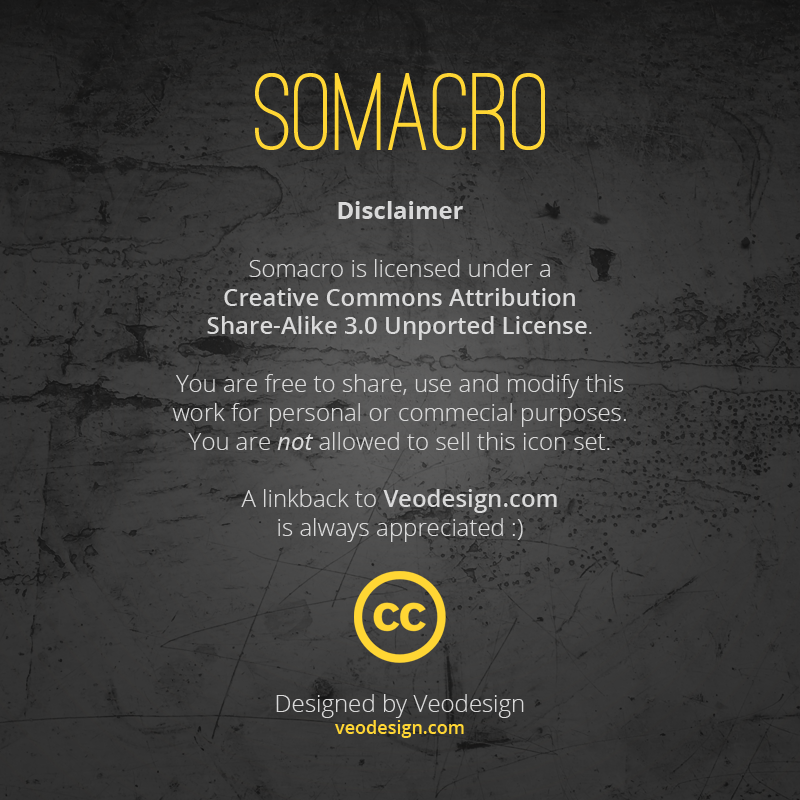 SOMACRO
Disclaimer
Somacro is licensed under a
Creative Commons Attribution
Share-Alike 3.0 Unported License.
You are free to share, use and modify this
work for personal or commecial purposes.
You are not allowed to sell this icon set.
A linkback to Veodesign.com
is always appreciated :)
cc
Designed by Veodesign
veodesign.com